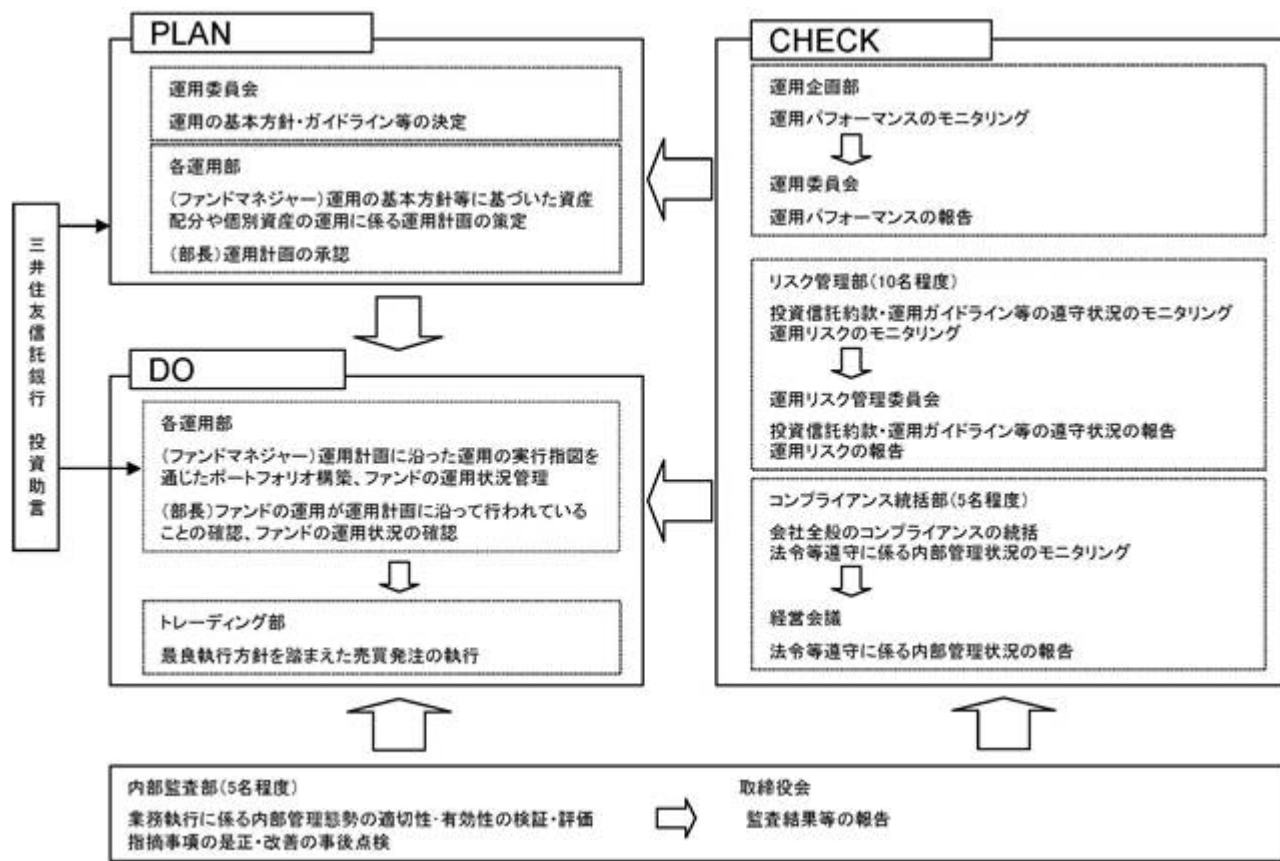 PLAN
運用委員会
運用の基本方針・ガイドライン等の決定
各運用部
(ファンドマネジャー)運用の基本方針等に基づいた資産
配分や個別資産の運用に係る運用計画の策定
(部長)運用計画の承認
三井住友信託銀行 投資助言
DO
各運用部
(ファンドマネジャー)運用計画に沿った運用の実行指図を
通じたポートフォリオ構築、ファンドの運用状況管理
(部長)ファンドの運用が運用計画に沿って行われている
ことの確認、ファンドの運用状況の確認
トレーディング部
最良執行方針を踏まえた売買発注の執行
CHECK
運用企画部
運用パフォーマンスのモニタリング
運用委員会
運用パフォーマンスの報告
リスク管理部(10名程度)
投資信託約款・運用ガイドライン等の遵守状況のモニタリング
運用リスクのモニタリング
運用リスク管理委員会
投資信託約款・運用ガイドライン等の遵守状況の報告
運用リスクの報告
コンプライアンス統括部(5名程度)
会社全般のコンプライアンスの統括
法令等遵守に係る内部管理状況のモニタリング
経営会議
法令等遵守に係る内部管理状況の報告
内部監査部(5名程度)
業務執行に係る内部管理態勢の適切性・有効性の検証・評価
指摘事項の是正・改善の事後点検
取締役会
監査結果等の報告